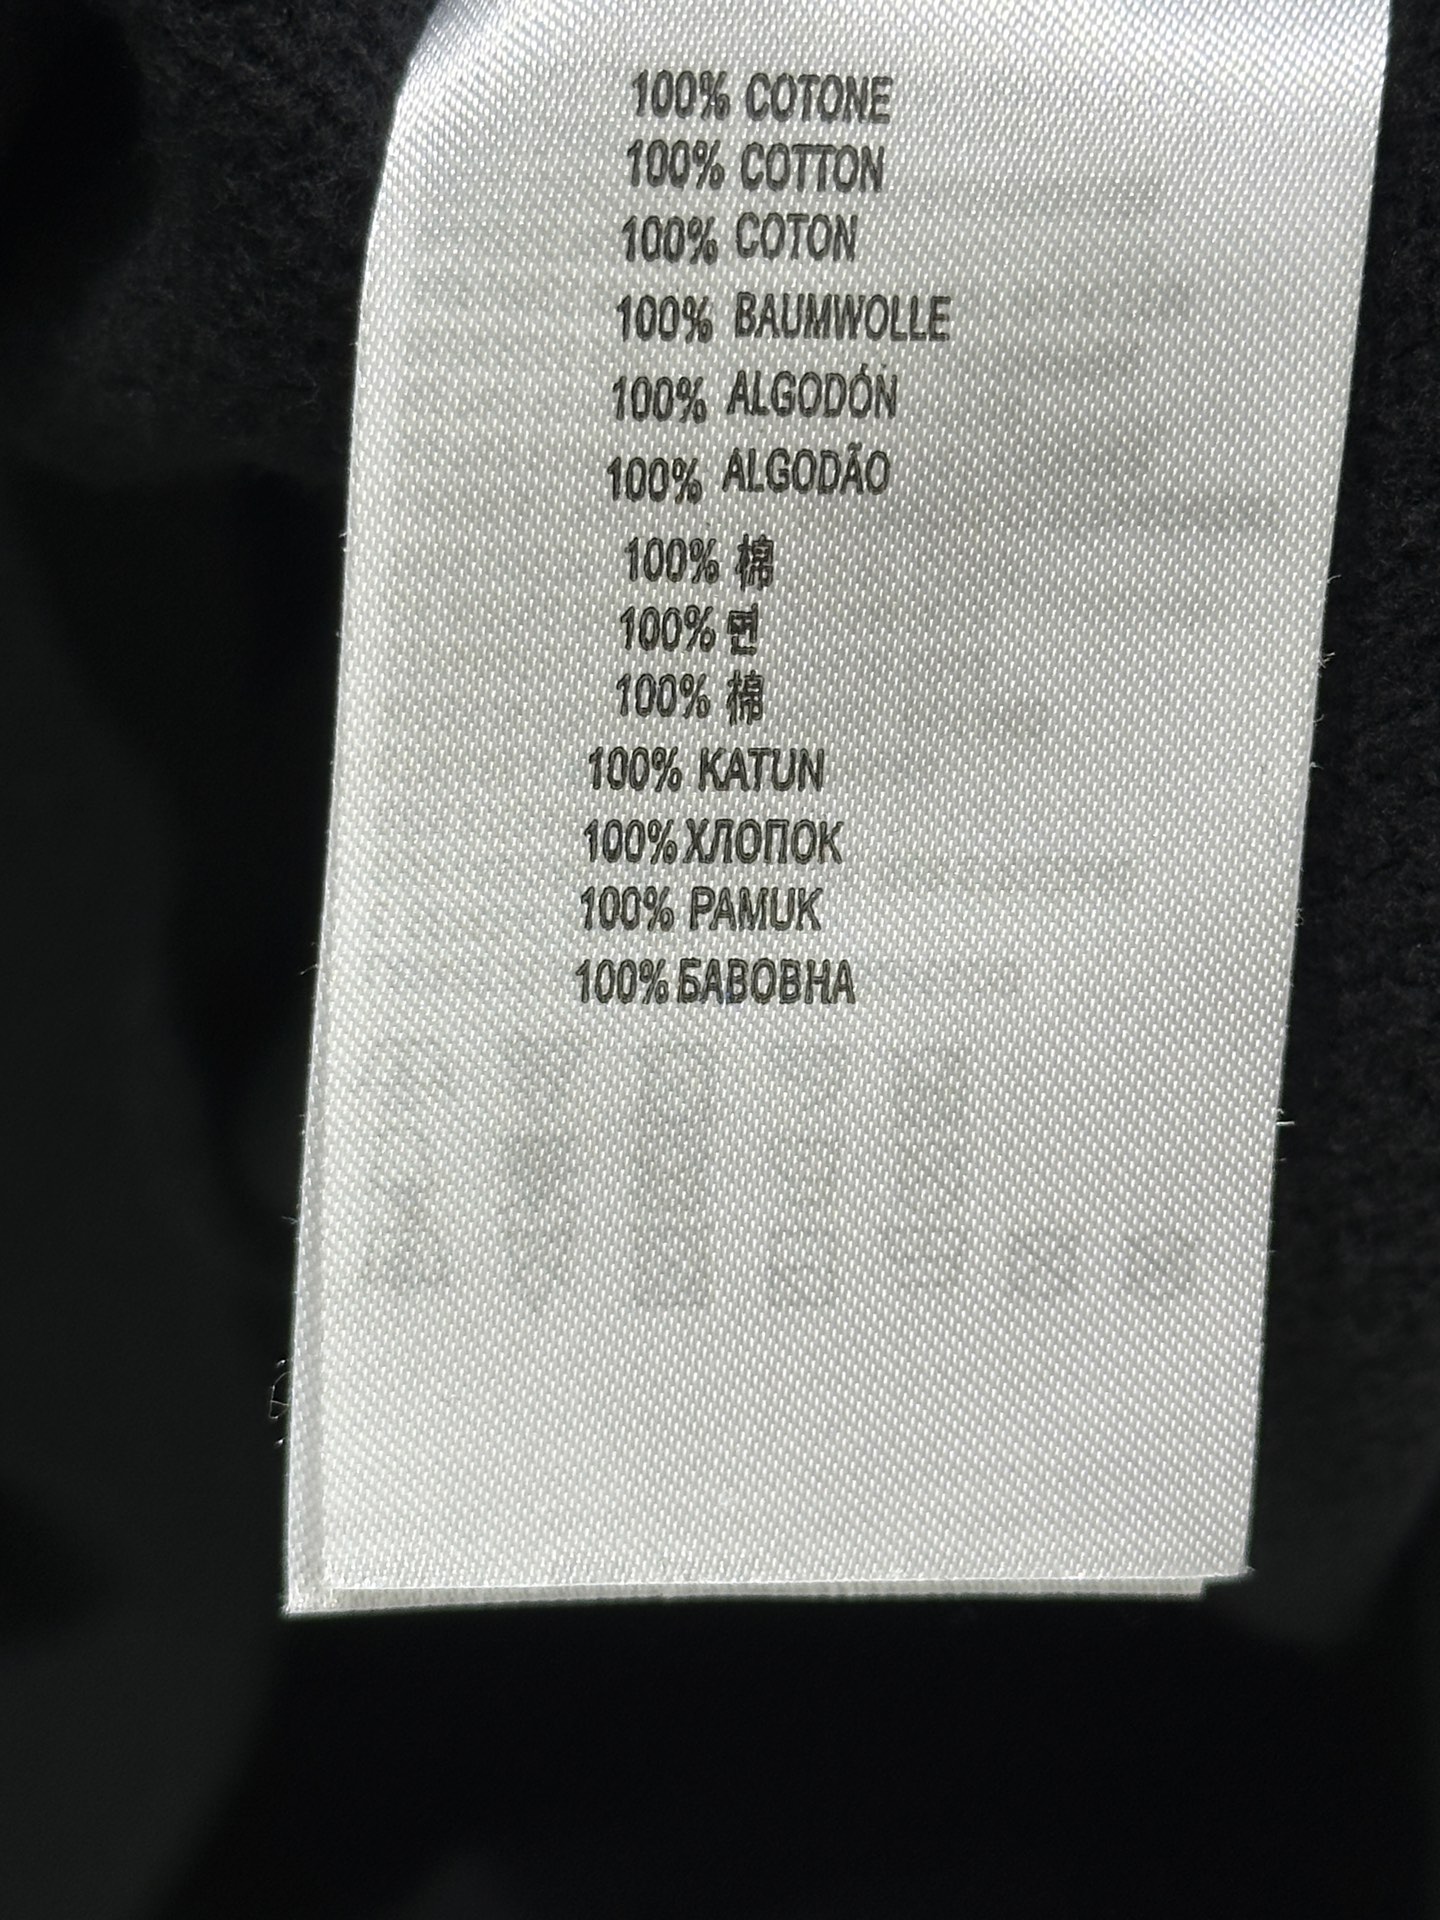 100% COTONE
100% COTTON
100% COTON
100% BAUMWOLLE
100% ALGODÓN
100% ALGODÃO
100% 棉
100% 면
100% 棉
100% KATUN
100% ХЛОПОК
100% PAMUK
100% БАВОВНА